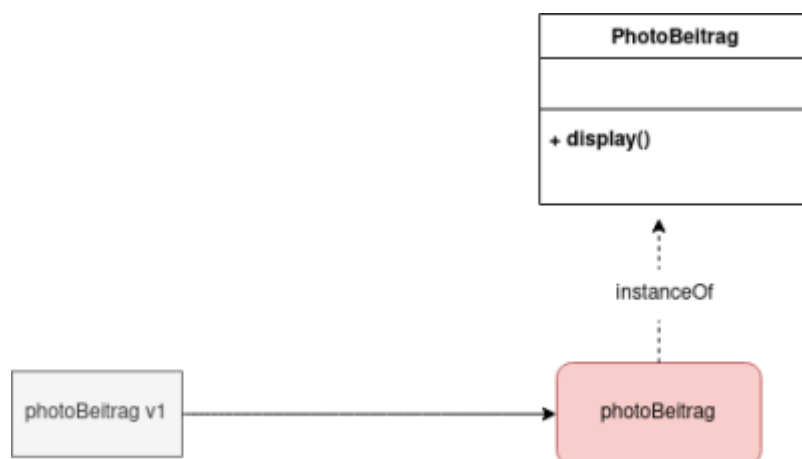 PhotoBeitrag
+ display()
instanceOf
photoBeitrag v1
photoBeitrag